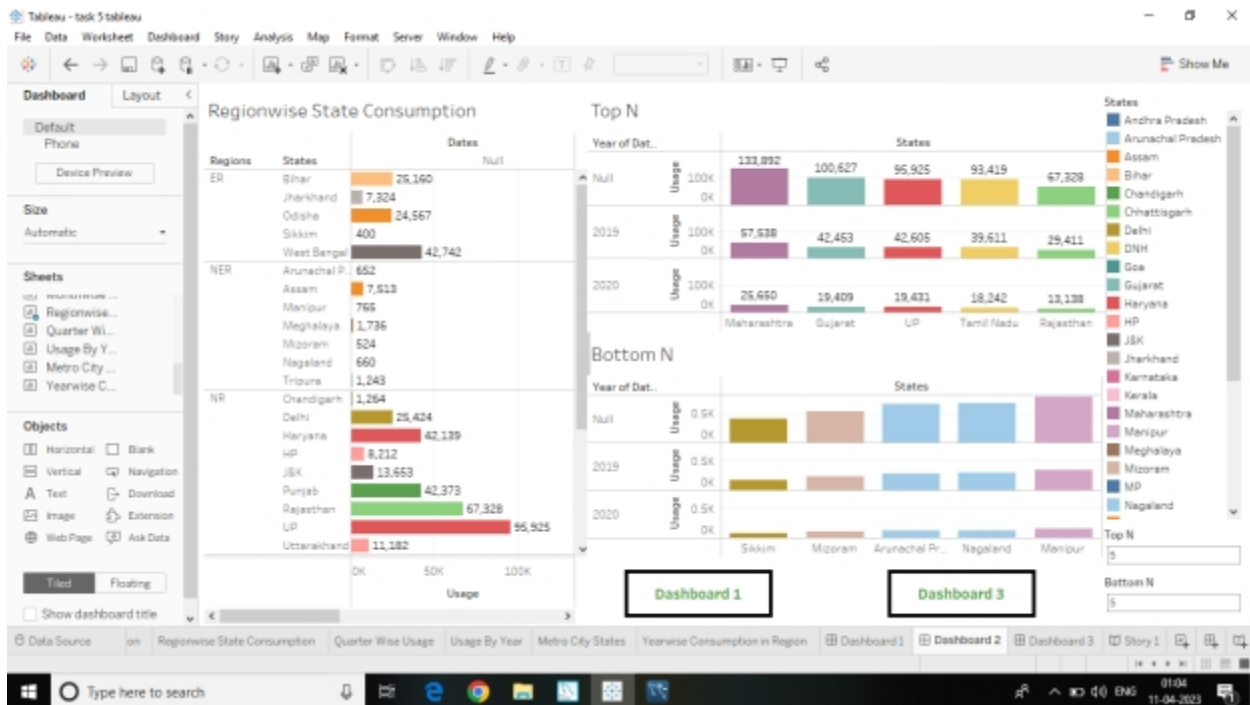 Tableau - task 5 tableau
File Data Worksheet Dashboard Story Analysis Map Format Server Window Help
Show Me
Dashboard Layout
Default
Phone
Device Preview
Size
Automatic
Sheets
Regionwise...
Quarter Wi...
Usage By Y...
Metro City ...
Yearwise C...
Objects
Horizontal Blank
Vertical Navigation
Text Download
Image Extension
Web Page Ask Data
Tiled Floating
Show dashboard title
Regionwise State Consumption
Dates
Regions States Null
ER Bihar 25,160
Jharkhand 7,324
Odisha 24,567
Sikkim 400
West Bengal 42,742
NER Arunachal P.. 652
Assam 7,513
Manipur 765
Meghalaya 1,736
Mizoram 524
Nagaland 660
Tripura 1,243
NR Chandigarh 1,264
Delhi 25,424
Haryana 42,139
HP 8,212
J&K 13,653
Punjab 42,373
Rajasthan 67,328
UP 95,925
Uttarakhand 11,182
0K 50K 100K
Usage
Top N
Year of Dat.. States
Null Usage 100K 0K 133,892 100,627 95,925 93,419 67,328
2019 Usage 100K 0K 57,538 42,453 42,605 39,611 29,411
2020 Usage 100K 0K 26,650 19,409 19,431 18,242 13,138
Maharashtra Gujarat UP Tamil Nadu Rajasthan
Bottom N
Year of Dat.. States
Null Usage 0.5K 0K
2019 Usage 0.5K 0K
2020 Usage 0.5K 0K
Sikkim Mizoram Arunachal Pr... Nagaland Manipur
Dashboard 1 Dashboard 3
States
Andhra Pradesh
Arunachal Pradesh
Assam
Bihar
Chandigarh
Chhattisgarh
Delhi
DNH
Goa
Gujarat
Haryana
HP
J&K
Jharkhand
Karnataka
Kerala
Maharashtra
Manipur
Meghalaya
Mizoram
MP
Nagaland
Top N
5
Bottom N
5
Data Source on Regionwise State Consumption Quarter Wise Usage Usage By Year Metro City States Yearwise Consumption in Region Dashboard 1 Dashboard 2 Dashboard 3 Story 1
Type here to search
ENG
01:04
11-04-2023